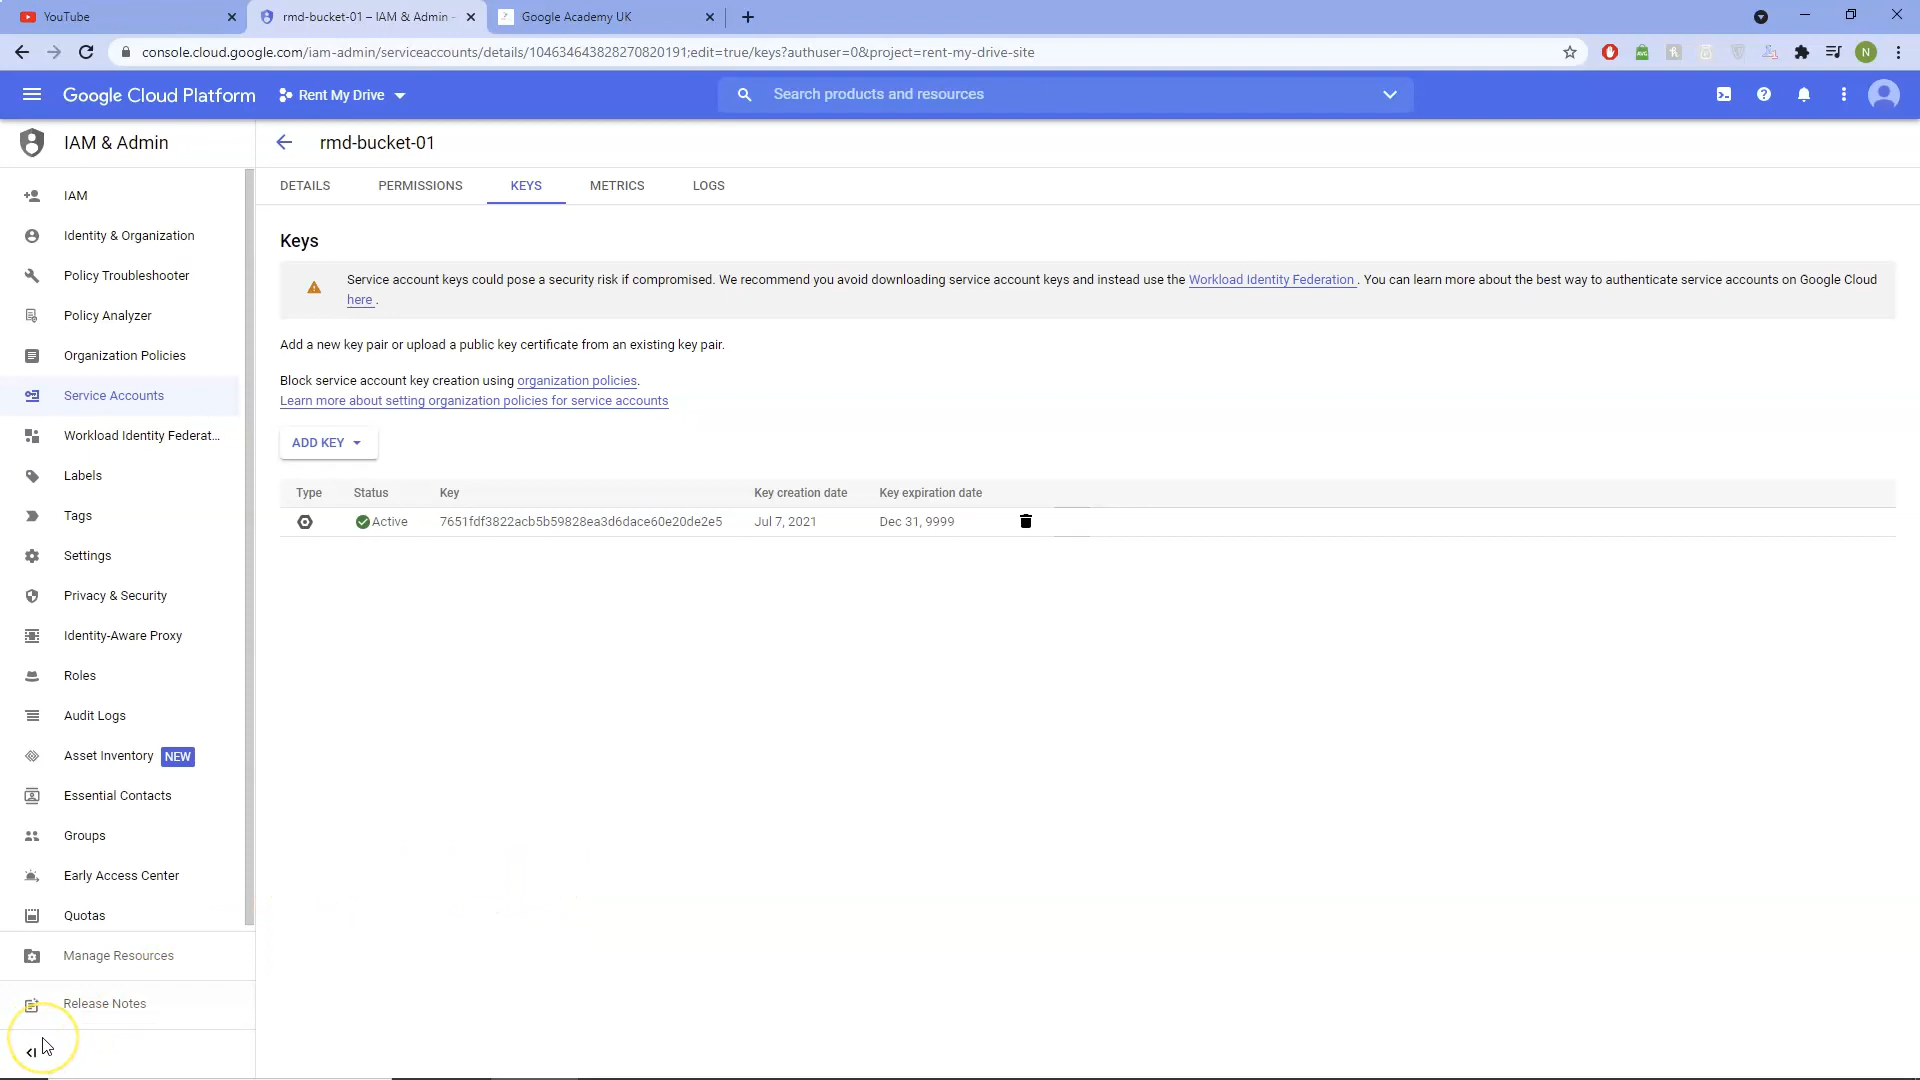 YouTube
rmd-bucket-01 – IAM & Admin -
Google Academy UK
console.cloud.google.com/iam-admin/serviceaccounts/details/104634643828270820191;edit=true/keys?authuser=0&project=rent-my-drive-site
N
Google Cloud Platform
Rent My Drive
Search products and resources
IAM & Admin
rmd-bucket-01
DETAILS
PERMISSIONS
KEYS
METRICS
LOGS
IAM
Identity & Organization
Policy Troubleshooter
Policy Analyzer
Organization Policies
Service Accounts
Workload Identity Federat...
Labels
Tags
Settings
Privacy & Security
Identity-Aware Proxy
Roles
Audit Logs
Asset Inventory NEW
Essential Contacts
Groups
Early Access Center
Quotas
Manage Resources
Release Notes
Keys
Service account keys could pose a security risk if compromised. We recommend you avoid downloading service account keys and instead use the Workload Identity Federation . You can learn more about the best way to authenticate service accounts on Google Cloud
here .
Add a new key pair or upload a public key certificate from an existing key pair.
Block service account key creation using organization policies.
Learn more about setting organization policies for service accounts
ADD KEY
Type Status Key Key creation date Key expiration date
Active 7651fdf3822acb5b59828ea3d6dace60e20de2e5 Jul 7, 2021 Dec 31, 9999